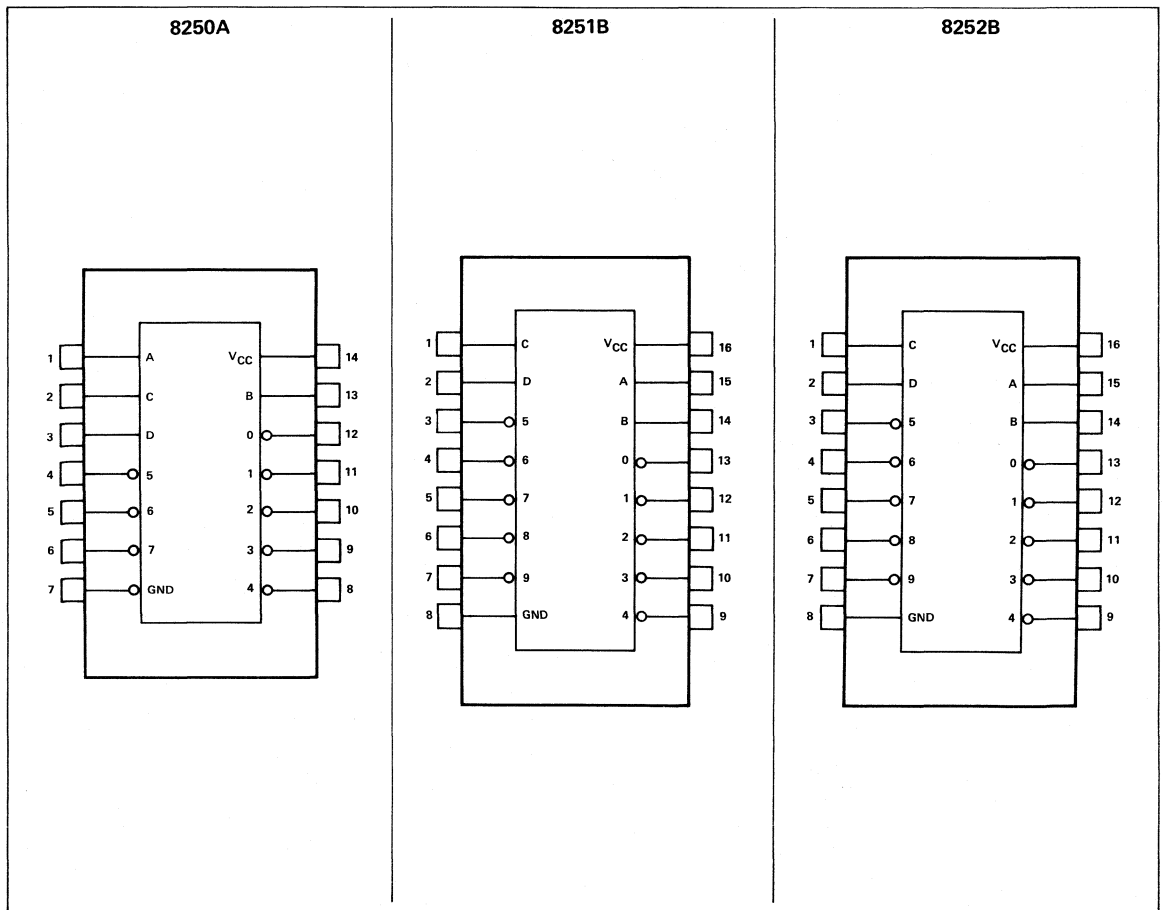 8250A
8251B
8252B
1 A V_CC 14
2 C B 13
3 D 0 12
4 5 1 11
5 6 2 10
6 7 3 9
7 GND 4 8
1 C V_CC 16
2 D A 15
3 5 B 14
4 6 0 13
5 7 1 12
6 8 2 11
7 9 3 10
8 GND 4 9
1 C V_CC 16
2 D A 15
3 5 B 14
4 6 0 13
5 7 1 12
6 8 2 11
7 9 3 10
8 GND 4 9